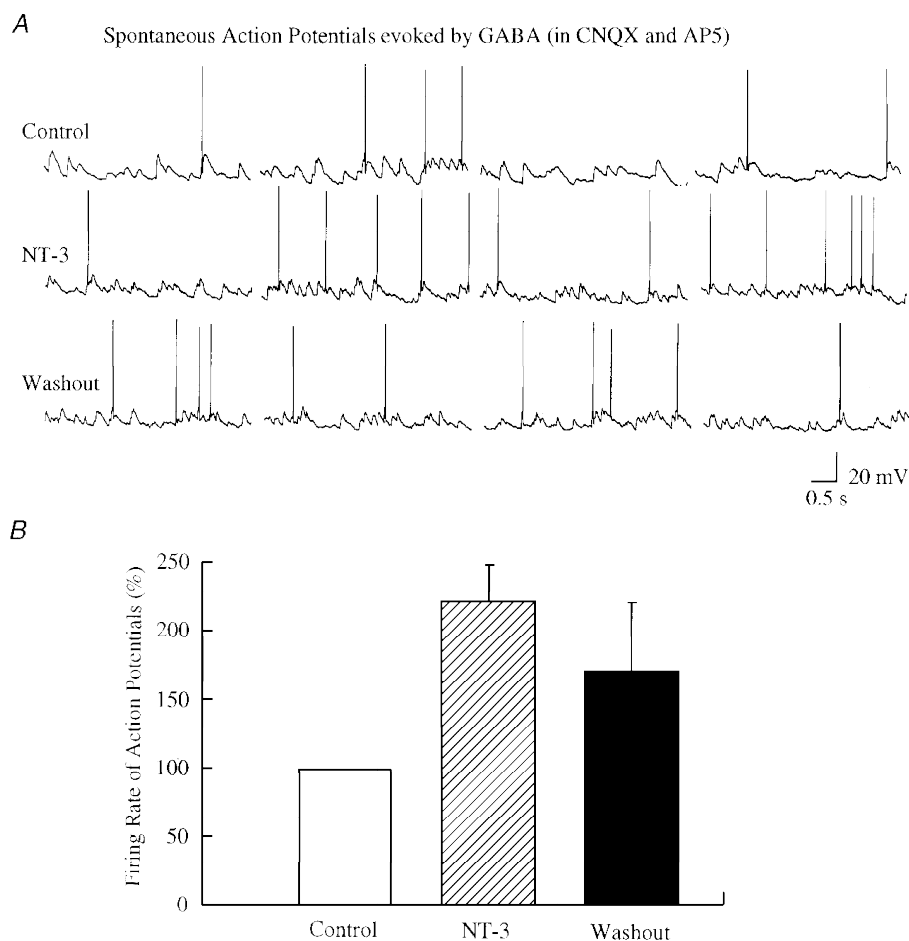 A
Spontaneous Action Potentials evoked by GABA (in CNQX and AP5)
Control
NT-3
Washout
20 mV
0.5 s
B
Firing Rate of Action Potentials (%)
250
200
150
100
50
0
Control
NT-3
Washout